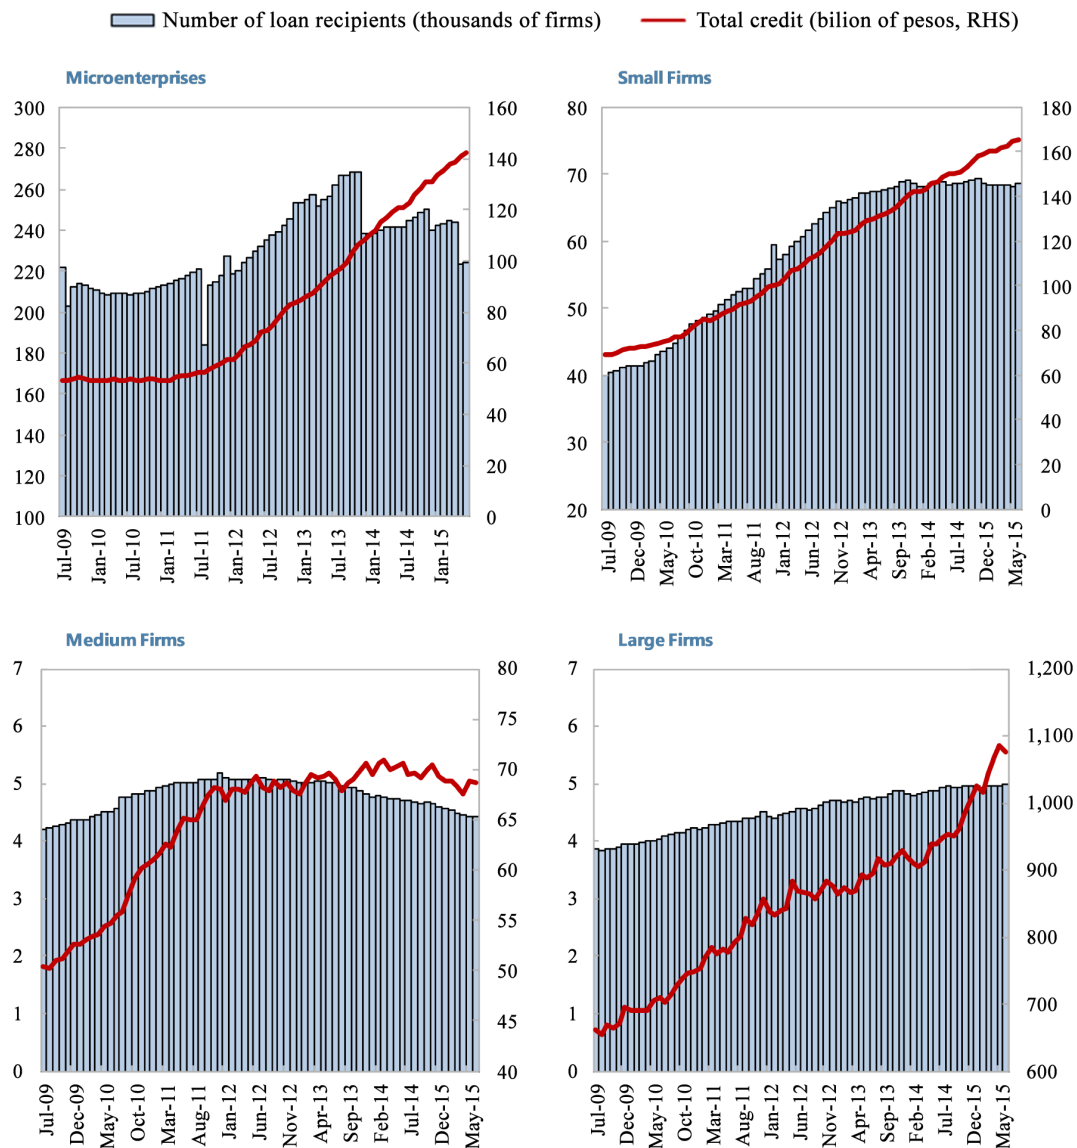 Number of loan recipients (thousands of firms) Total credit (bilion of pesos, RHS)
Microenterprises
300
280
260
240
220
200
180
160
140
120
100
160
140
120
100
80
60
40
20
0
Jul-09
Jan-10
Jul-10
Jan-11
Jul-11
Jan-12
Jul-12
Jan-13
Jul-13
Jan-14
Jul-14
Jan-15
Small Firms
80
70
60
50
40
30
20
180
160
140
120
100
80
60
40
20
0
Jul-09
Dec-09
May-10
Oct-10
Mar-11
Aug-11
Jan-12
Jun-12
Nov-12
Apr-13
Sep-13
Feb-14
Jul-14
Dec-15
May-15
Medium Firms
7
6
5
4
3
2
1
0
80
75
70
65
60
55
50
45
40
Jul-09
Dec-09
May-10
Oct-10
Mar-11
Aug-11
Jan-12
Jun-12
Nov-12
Apr-13
Sep-13
Feb-14
Jul-14
Dec-15
May-15
Large Firms
7
6
5
4
3
2
1
0
1,200
1,100
1,000
900
800
700
600
Jul-09
Dec-09
May-10
Oct-10
Mar-11
Aug-11
Jan-12
Jun-12
Nov-12
Apr-13
Sep-13
Feb-14
Jul-14
Dec-15
May-15